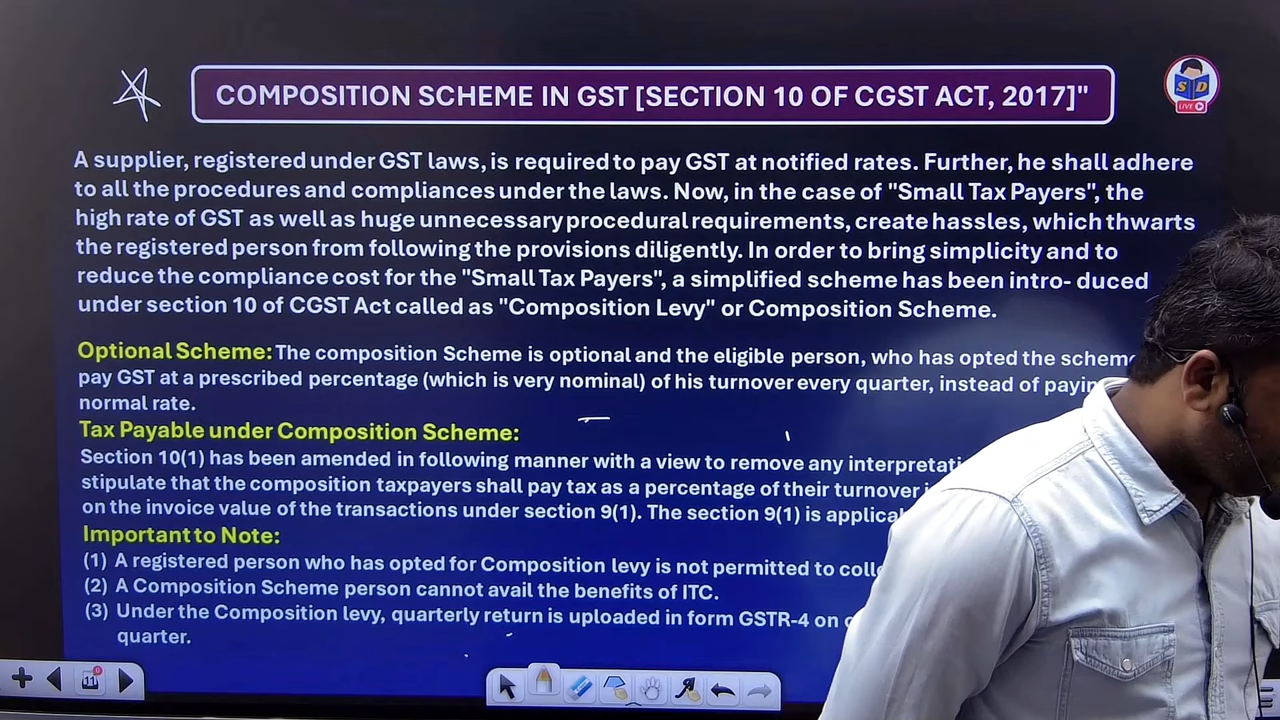 COMPOSITION SCHEME IN GST [SECTION 10 OF CGST ACT, 2017]"
S D
LIVE
A supplier, registered under GST laws, is required to pay GST at notified rates. Further, he shall adhere
to all the procedures and compliances under the laws. Now, in the case of "Small Tax Payers", the
high rate of GST as well as huge unnecessary procedural requirements, create hassles, which thwarts
the registered person from following the provisions diligently. In order to bring simplicity and to
reduce the compliance cost for the "Small Tax Payers", a simplified scheme has been intro- duced
under section 10 of CGST Act called as "Composition Levy" or Composition Scheme.
Optional Scheme: The composition Scheme is optional and the eligible person, who has opted the
pay GST at a prescribed percentage (which is very nominal) of his turnover every quarter, instead of
normal rate.
Tax Payable under Composition Scheme:
Section 10(1) has been amended in following manner with a view to remove any
stipulate that the composition taxpayers shall pay tax as a percentage of their turnover
on the invoice value of the transactions under section 9(1). The section 9(1) is
Important to Note:
(1) A registered person who has opted for Composition levy is not permitted to
(2) A Composition Scheme person cannot avail the benefits of ITC.
(3) Under the Composition levy, quarterly return is uploaded in form GSTR-4 on
quarter.
11